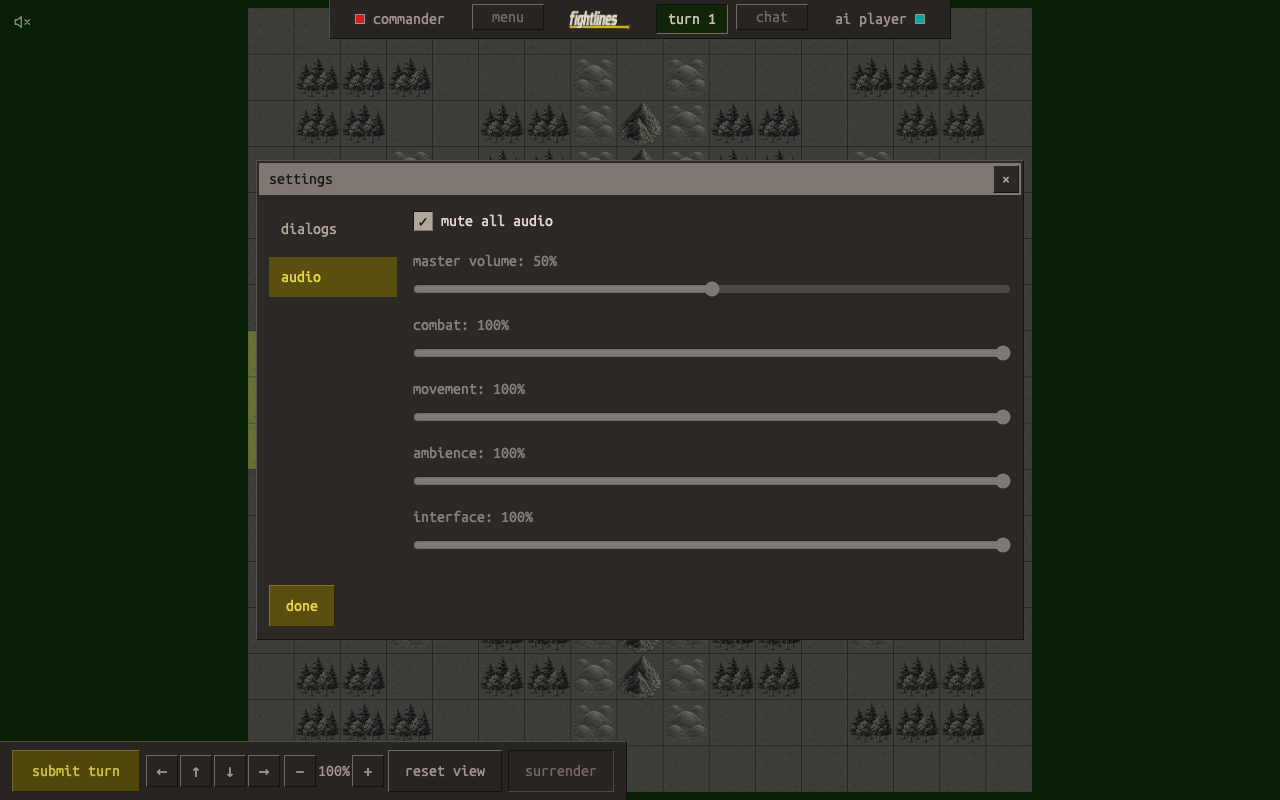 commander menu fightlines turn 1 chat ai player
settings ×
dialogs
audio
✓ mute all audio
master volume: 50%
combat: 100%
movement: 100%
ambience: 100%
interface: 100%
done
submit turn ← ↑ ↓ → − 100% + reset view surrender